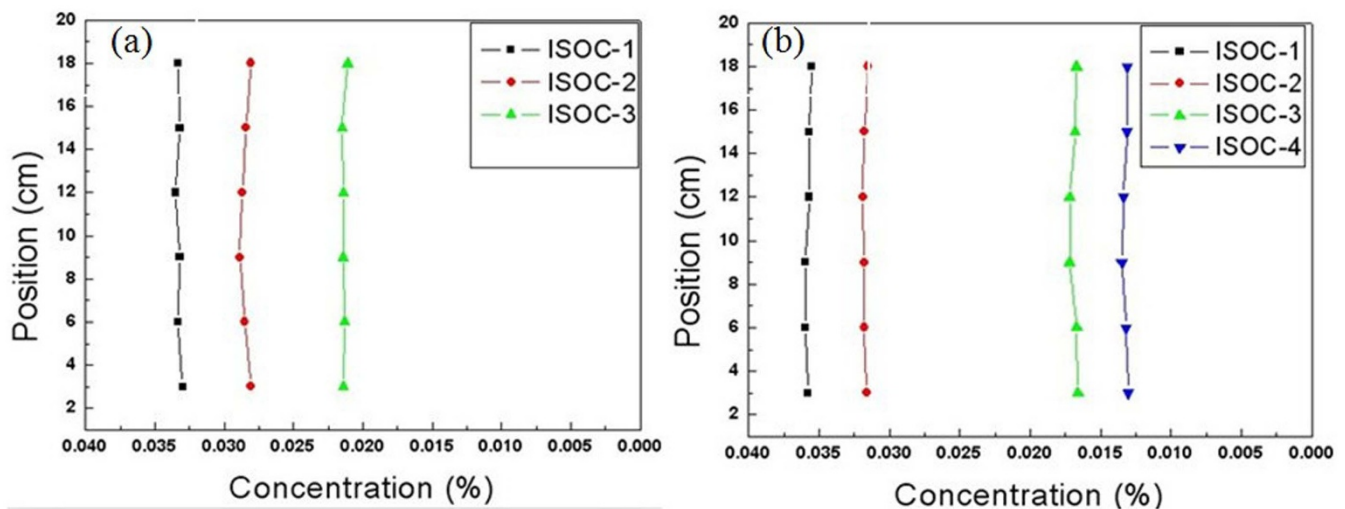 (a)
ISOC-1
ISOC-2
ISOC-3
20
18
16
14
12
10
8
6
4
2
Position (cm)
0.040 0.035 0.030 0.025 0.020 0.015 0.010 0.005 0.000
Concentration (%)
(b)
ISOC-1
ISOC-2
ISOC-3
ISOC-4
20
18
16
14
12
10
8
6
4
2
Position (cm)
0.040 0.035 0.030 0.025 0.020 0.015 0.010 0.005 0.000
Concentration (%)